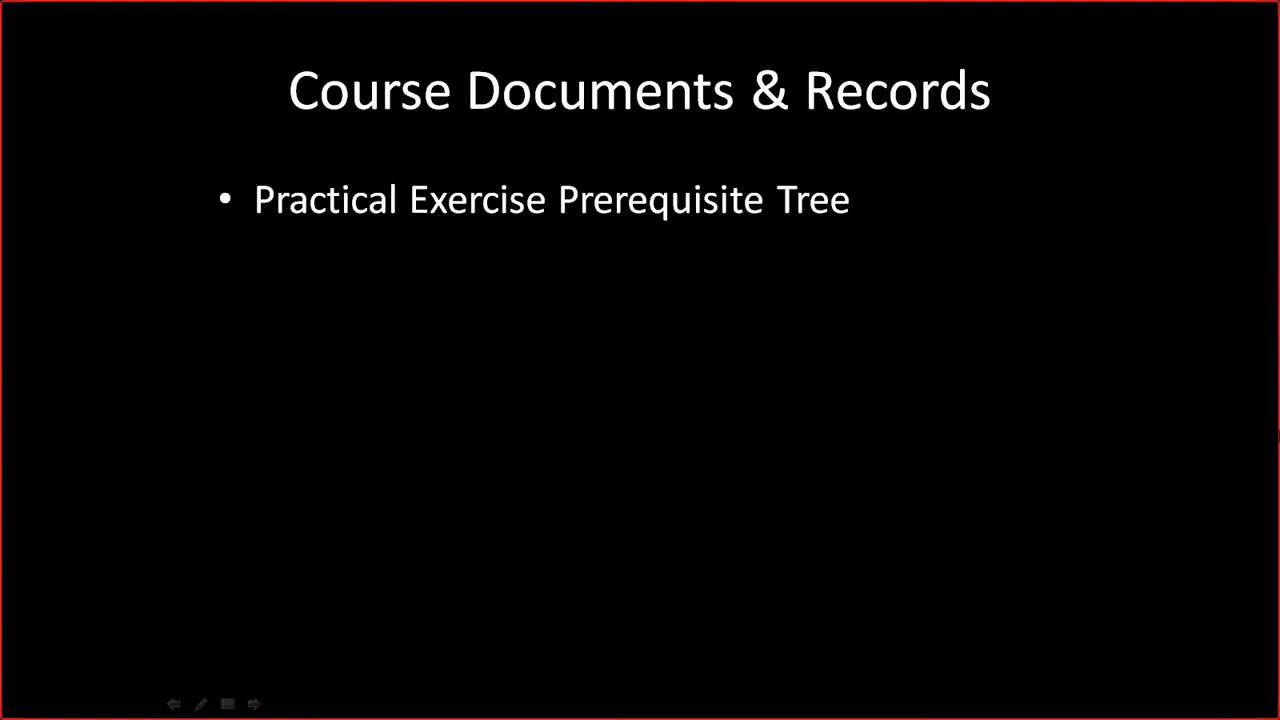 Course Documents & Records
• Practical Exercise Prerequisite Tree